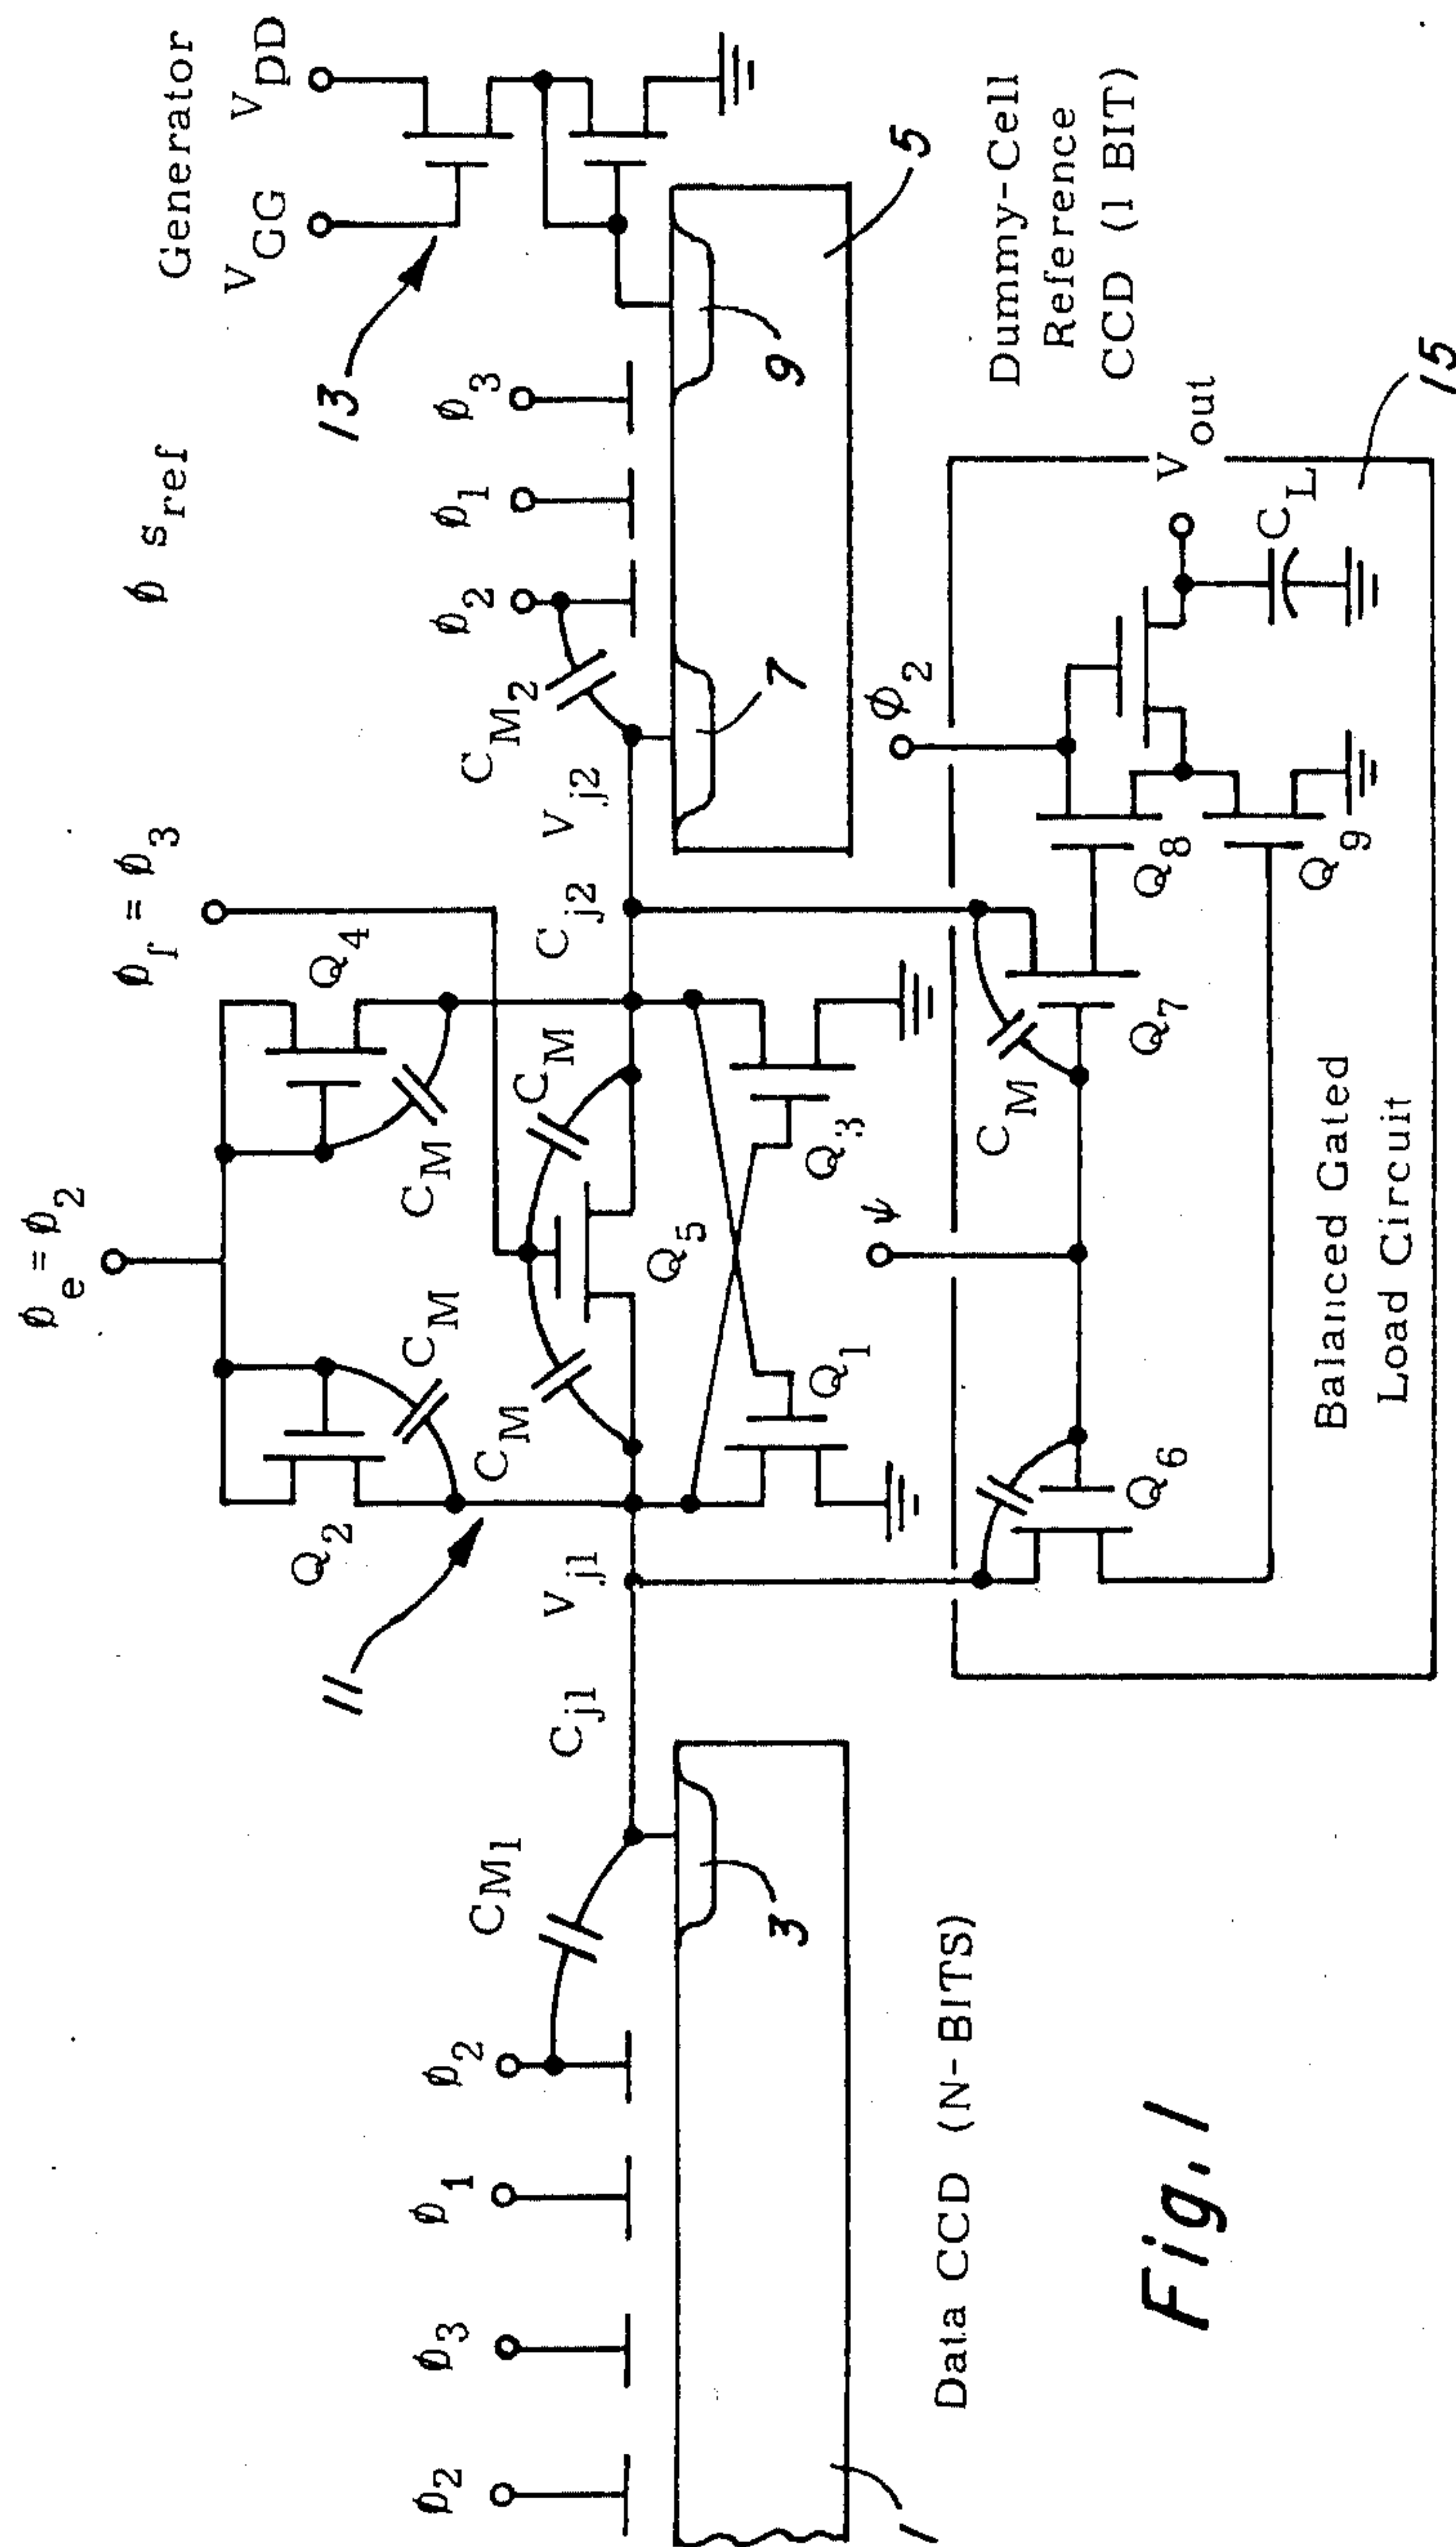 ϕ s_ref
Generator
V_GG V_DD
13
ϕ_e = ϕ_2
ϕ_r = ϕ_3
Q_2
Q_4
C_M
C_M
11
ϕ_2
ϕ_3
ϕ_1
ϕ_2
C_M1
C_j1
V_j1
C_M
C_M
Q_5
C_j2
V_j2
C_M2
ϕ_2
ϕ_1
ϕ_3
Q_1
Q_3
1
3
7
9
5
Data CCD (N-BITS)
ψ
ϕ_2
Dummy-Cell
Reference
CCD (1 BIT)
Q_6
C_M
Q_7
Q_8
Q_9
V_out
C_L
Balanced Gated
Load Circuit
15
Fig. 1